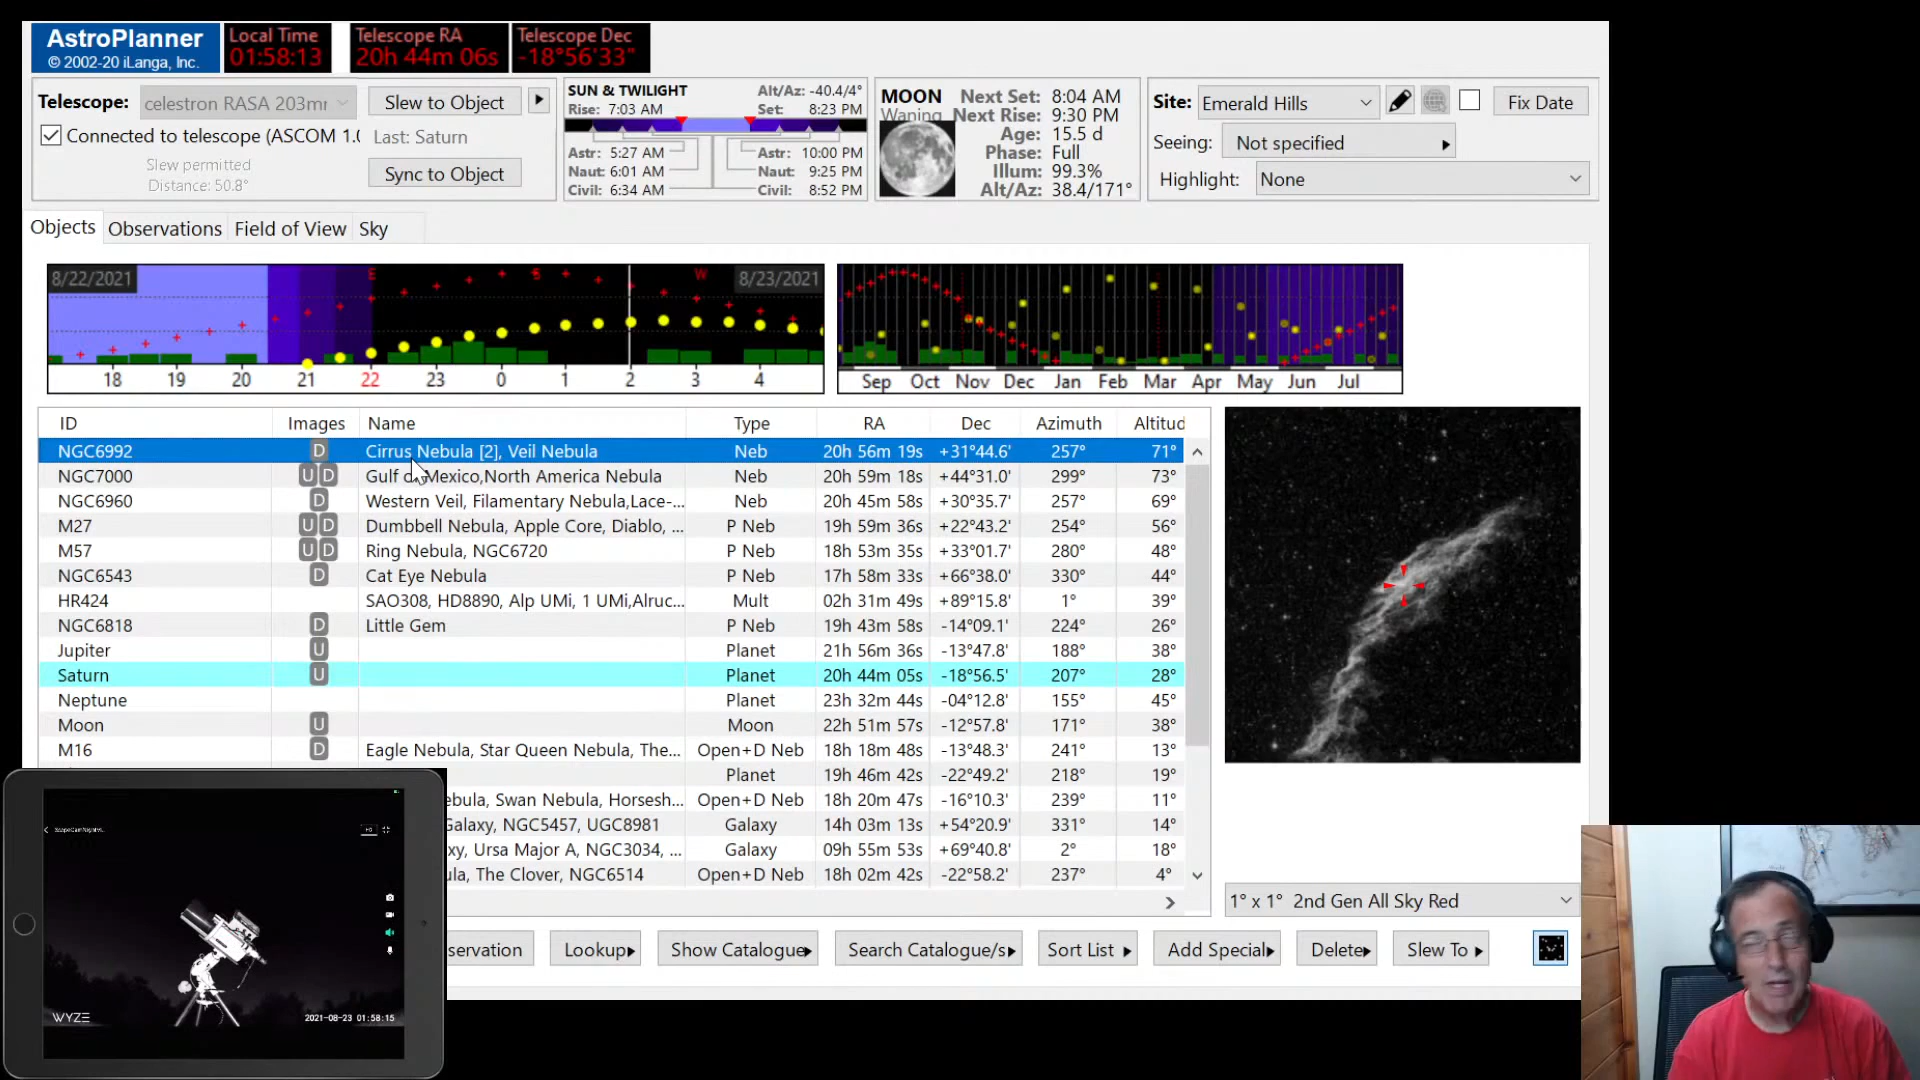 AstroPlanner
© 2002-20 iLanga, Inc.
Local Time
01:58:13
Telescope RA
20h 44m 06s
Telescope Dec
-18°56'33"
Telescope:
celestron RASA 203mr
Slew to Object
Connected to telescope (ASCOM 1.(
Last: Saturn
Slew permitted
Distance: 50.8°
Sync to Object
SUN & TWILIGHT
Alt/Az: -40.4/4°
Rise: 7:03 AM
Set: 8:23 PM
Astr: 5:27 AM
Astr: 10:00 PM
Naut: 6:01 AM
Naut: 9:25 PM
Civil: 6:34 AM
Civil: 8:52 PM
MOON
Next Set: 8:04 AM
Waning
Next Rise: 9:30 PM
Age: 15.5 d
Phase: Full
Illum: 99.3%
Alt/Az: 38.4/171°
Site: Emerald Hills
Fix Date
Seeing: Not specified
Highlight: None
Objects
Observations
Field of View
Sky
8/22/2021
E
S
W
8/23/2021
18 19 20 21 22 23 0 1 2 3 4
Sep Oct Nov Dec Jan Feb Mar Apr May Jun Jul
ID Images Name Type RA Dec Azimuth Altitud
NGC6992 D Cirrus Nebula [2], Veil Nebula Neb 20h 56m 19s +31°44.6' 257° 71°
NGC7000 U D Gulf of Mexico,North America Nebula Neb 20h 59m 18s +44°31.0' 299° 73°
NGC6960 D Western Veil, Filamentary Nebula,Lace-... Neb 20h 45m 58s +30°35.7' 257° 69°
M27 U D Dumbbell Nebula, Apple Core, Diablo, ... P Neb 19h 59m 36s +22°43.2' 254° 56°
M57 U D Ring Nebula, NGC6720 P Neb 18h 53m 35s +33°01.7' 280° 48°
NGC6543 D Cat Eye Nebula P Neb 17h 58m 33s +66°38.0' 330° 44°
HR424 SAO308, HD8890, Alp UMi, 1 UMi,Alruc... Mult 02h 31m 49s +89°15.8' 1° 39°
NGC6818 D Little Gem P Neb 19h 43m 58s -14°09.1' 224° 26°
Jupiter U Planet 21h 56m 36s -13°47.8' 188° 38°
Saturn U Planet 20h 44m 05s -18°56.5' 207° 28°
Neptune Planet 23h 32m 44s -04°12.8' 155° 45°
Moon U Moon 22h 51m 57s -12°57.8' 171° 38°
M16 D Eagle Nebula, Star Queen Nebula, The... Open+D Neb 18h 18m 48s -13°48.3' 241° 13°
Planet 19h 46m 42s -22°49.2' 218° 19°
ebula, Swan Nebula, Horsesh... Open+D Neb 18h 20m 47s -16°10.3' 239° 11°
Galaxy, NGC5457, UGC8981 Galaxy 14h 03m 13s +54°20.9' 331° 14°
xy, Ursa Major A, NGC3034, ... Galaxy 09h 55m 53s +69°40.8' 2° 18°
ula, The Clover, NGC6514 Open+D Neb 18h 02m 42s -22°58.2' 237° 4°
1° x 1° 2nd Gen All Sky Red
servation
Lookup
Show Catalogue
Search Catalogue/s
Sort List
Add Special
Delete
Slew To
HD
WYZE
2021-08-23 01:58:15